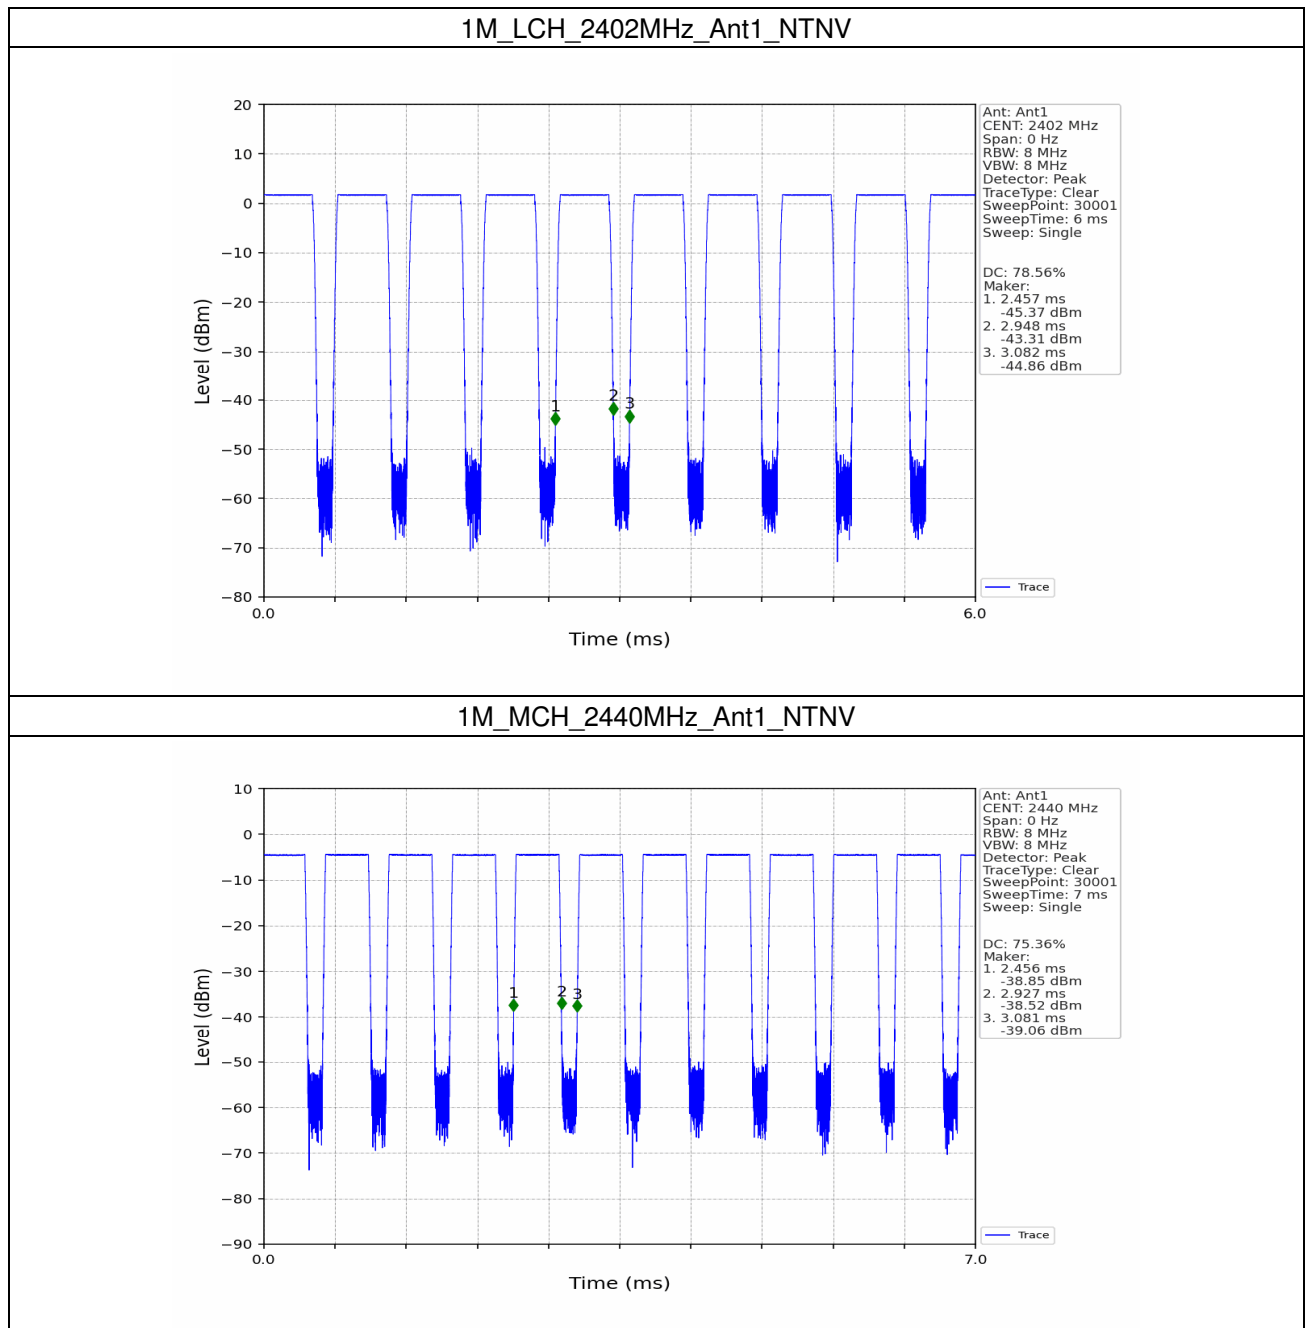 1M_LCH_2402MHz_Ant1_NTNV
20
10
0
−10
−20
−30
−40
−50
−60
−70
−80
Level (dBm)
1
2
3
0.0
6.0
Time (ms)
Ant: Ant1
CENT: 2402 MHz
Span: 0 Hz
RBW: 8 MHz
VBW: 8 MHz
Detector: Peak
TraceType: Clear
SweepPoint: 30001
SweepTime: 6 ms
Sweep: Single
DC: 78.56%
Maker:
1. 2.457 ms
-45.37 dBm
2. 2.948 ms
-43.31 dBm
3. 3.082 ms
-44.86 dBm
Trace
1M_MCH_2440MHz_Ant1_NTNV
10
0
−10
−20
−30
−40
−50
−60
−70
−80
−90
Level (dBm)
1
2
3
0.0
7.0
Time (ms)
Ant: Ant1
CENT: 2440 MHz
Span: 0 Hz
RBW: 8 MHz
VBW: 8 MHz
Detector: Peak
TraceType: Clear
SweepPoint: 30001
SweepTime: 7 ms
Sweep: Single
DC: 75.36%
Maker:
1. 2.456 ms
-38.85 dBm
2. 2.927 ms
-38.52 dBm
3. 3.081 ms
-39.06 dBm
Trace